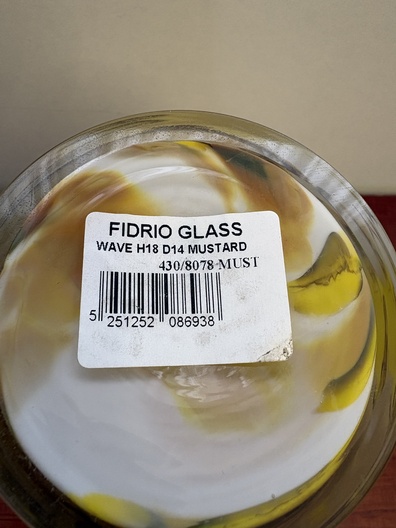 FIDRIO GLASS
WAVE H18 D14 MUSTARD
430/8078 MUST
5 251252 086938